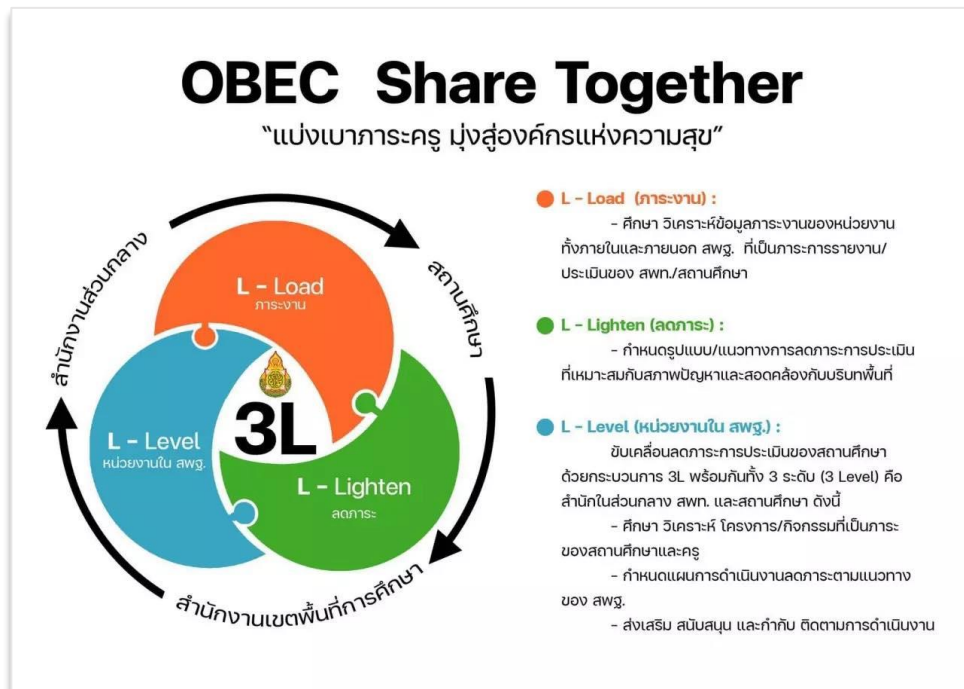 OBEC Share Together
"แบ่งเบาภาระครู มุ่งสู่องค์กรแห่งความสุข"
สำนักงานส่วนกลาง
สถานศึกษา
สำนักงานเขตพื้นที่การศึกษา
L - Load
ภาระงาน
L - Level
หน่วยงานใน สพฐ.
3L
L - Lighten
ลดภาระ
L - Load (ภาระงาน) :
- ศึกษา วิเคราะห์ข้อมูลภาระงานของหน่วยงาน
ทั้งภายในและภายนอก สพฐ. ที่เป็นภาระการรายงาน/
ประเมินของ สพท./สถานศึกษา
L - Lighten (ลดภาระ) :
- กำหนดรูปแบบ/แนวทางการลดภาระการประเมิน
ที่เหมาะสมกับสภาพปัญหาและสอดคล้องกับบริบทพื้นที่
L - Level (หน่วยงานใน สพฐ.) :
ขับเคลื่อนลดภาระการประเมินของสถานศึกษา
ด้วยกระบวนการ 3L พร้อมกันทั้ง 3 ระดับ (3 Level) คือ
สำนักในส่วนกลาง สพท. และสถานศึกษา ดังนี้
- ศึกษา วิเคราะห์ โครงการ/กิจกรรมที่เป็นภาระ
ของสถานศึกษาและครู
- กำหนดแผนการดำเนินงานลดภาระตามแนวทาง
ของ สพฐ.
- ส่งเสริม สนับสนุน และกำกับ ติดตามการดำเนินงาน